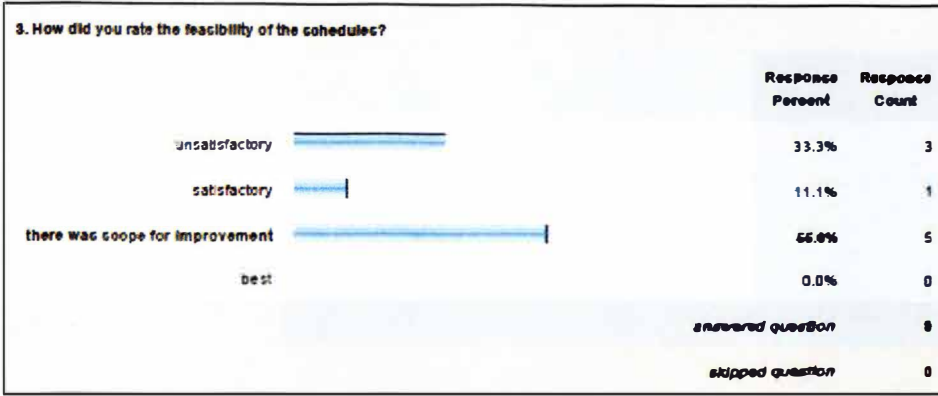 3. How did you rate the feasibility of the schedules?
Response Percent Response Count
unsatisfactory 33.3% 3
satisfactory 11.1% 1
there was scope for improvement 5
best 0.0% 0
answered question 9
skipped question 0